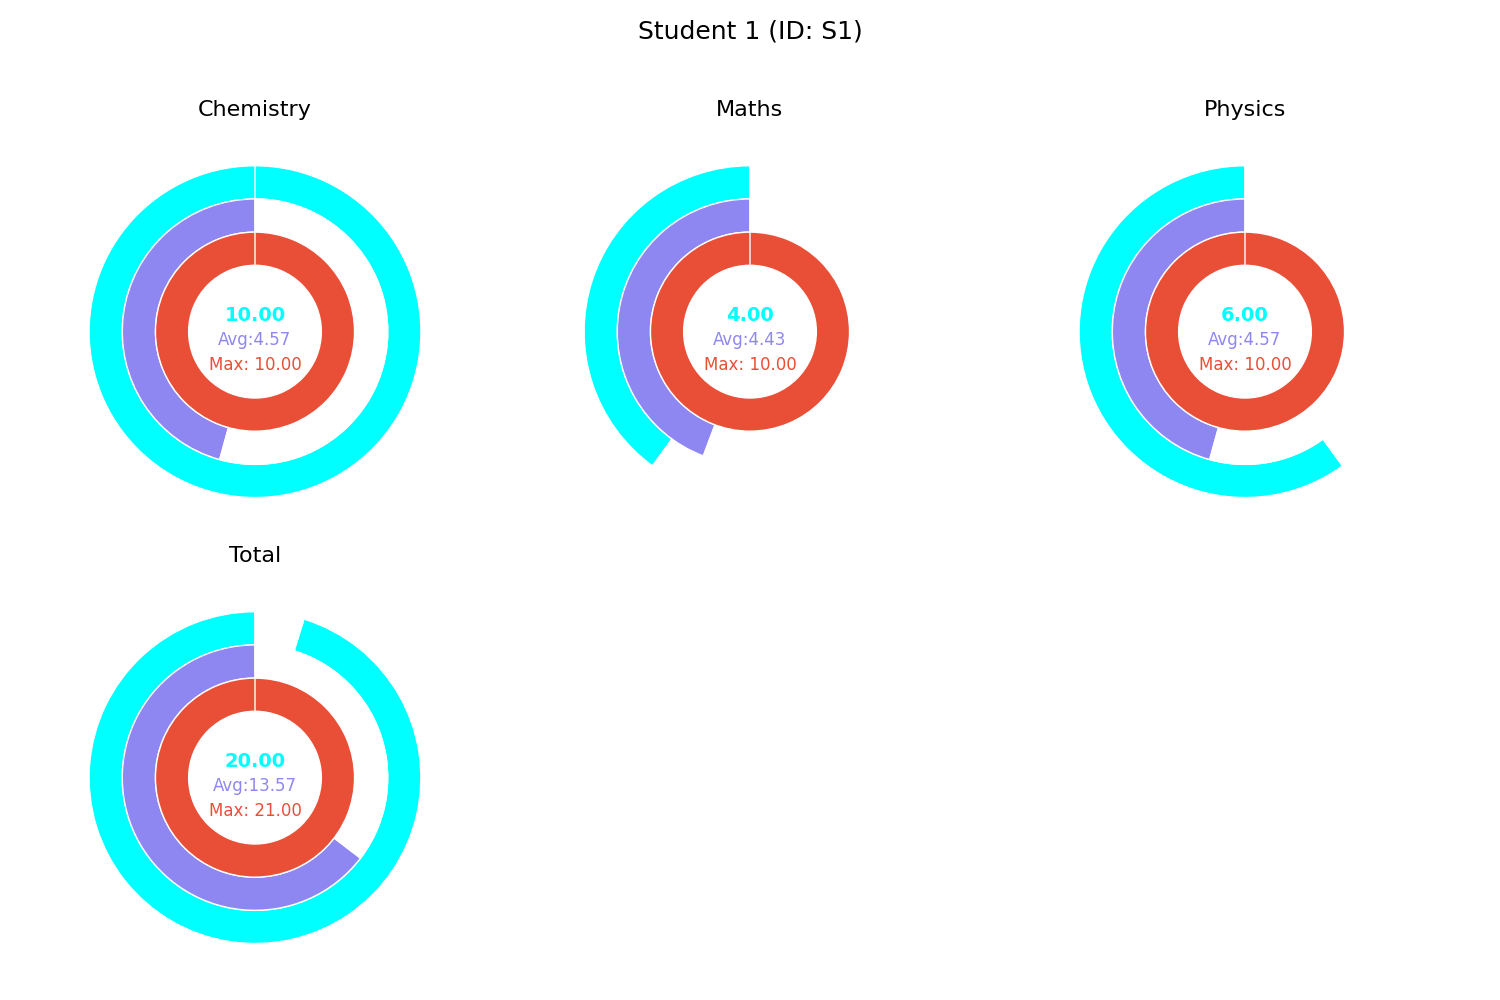 Student 1 (ID: S1)
Chemistry
10.00
Avg:4.57
Max: 10.00
Maths
4.00
Avg:4.43
Max: 10.00
Physics
6.00
Avg:4.57
Max: 10.00
Total
20.00
Avg:13.57
Max: 21.00